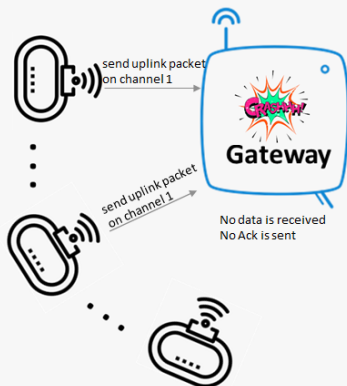 send uplink packet
on channel 1
Gateway
send uplink packet
on channel 1
No data is received
No Ack is sent